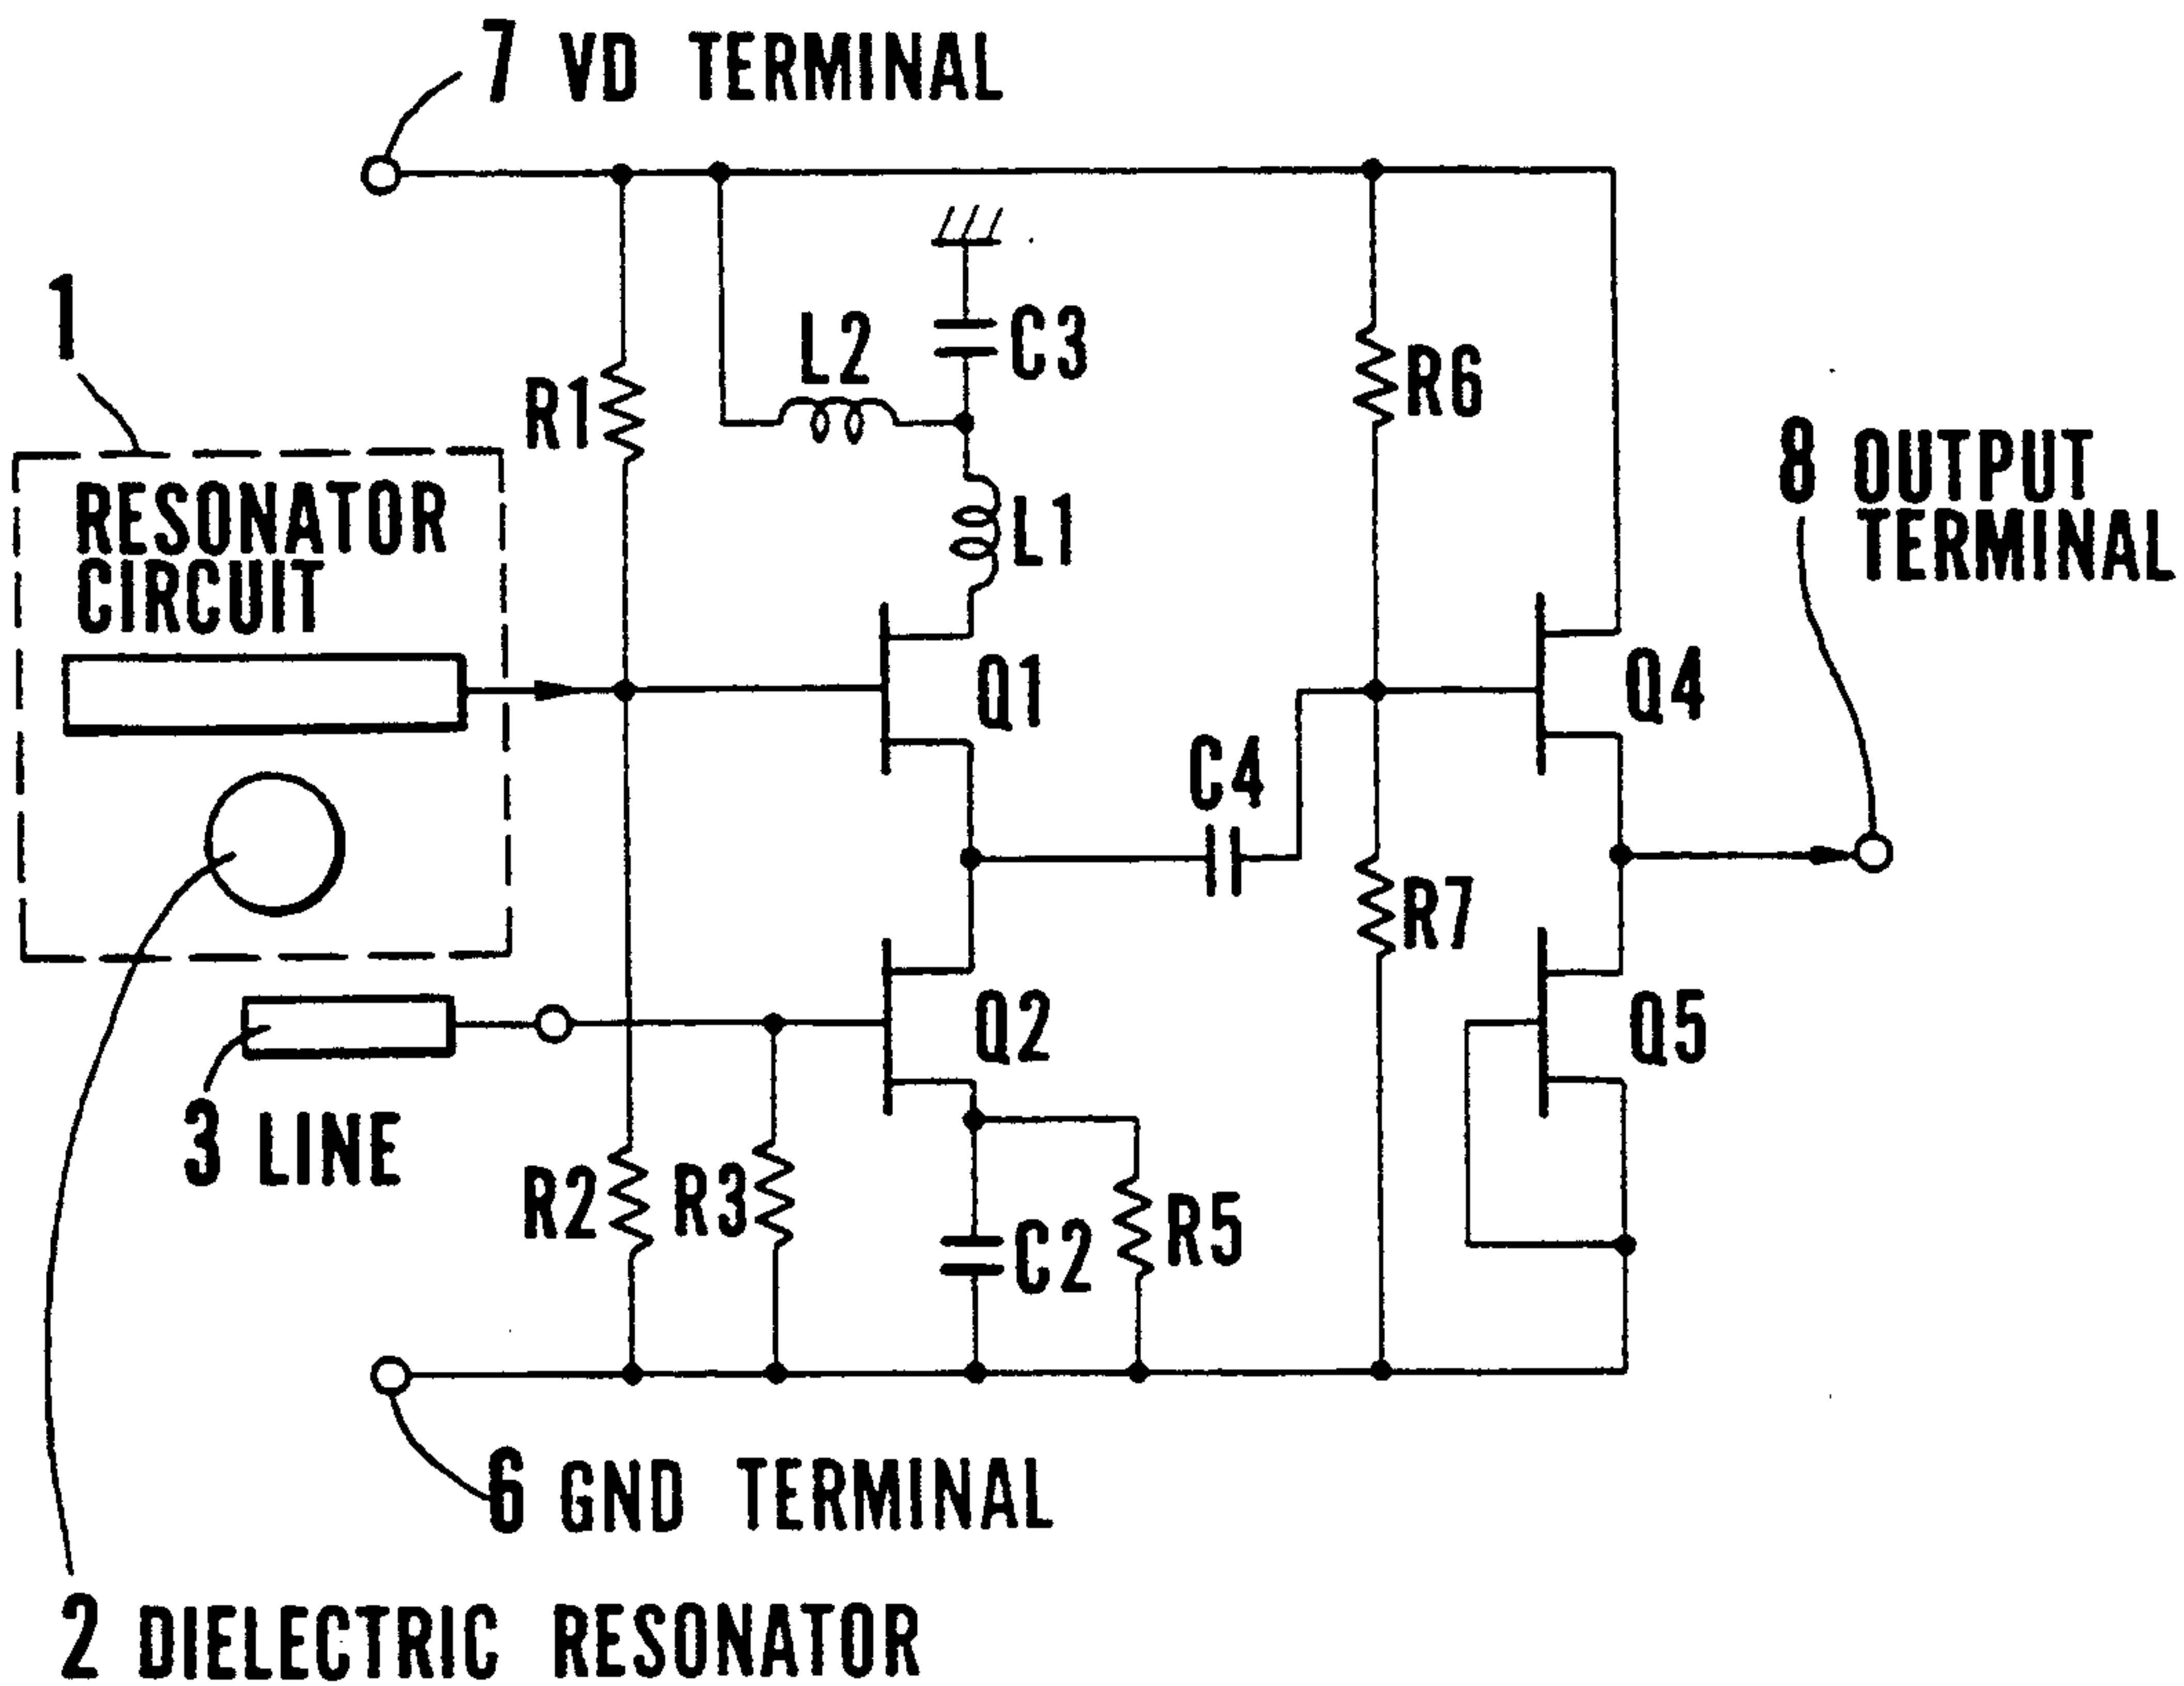 7 VD TERMINAL
1
L2
C3
R1
R6
8 OUTPUT
TERMINAL
RESONATOR
CIRCUIT
L1
Q1
Q4
C4
R7
Q2
Q5
3 LINE
R2
R3
C2
R5
6 GND TERMINAL
2 DIELECTRIC RESONATOR